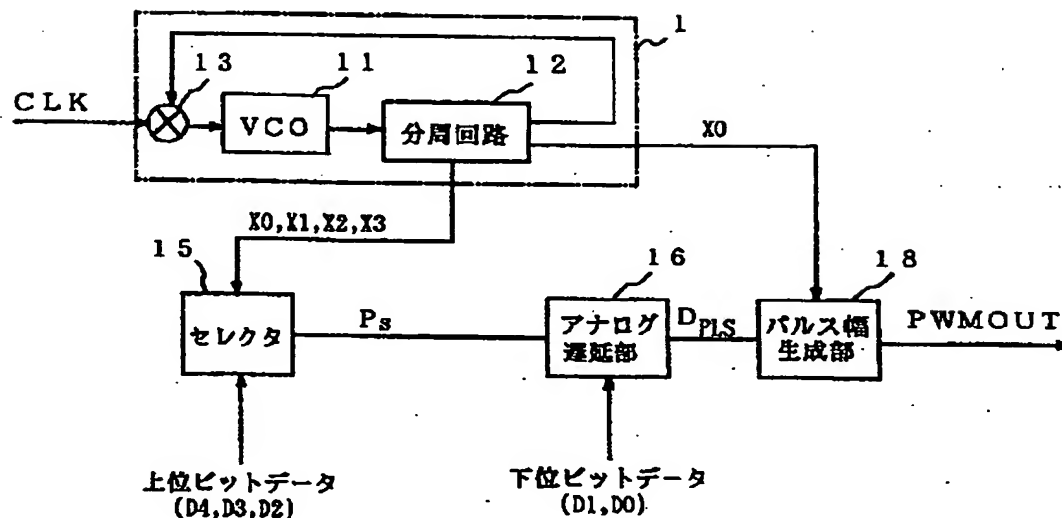 1
13
11
12
CLK
VCO
分周回路
X0
X0,X1,X2,X3
15
16
18
セレクタ
Ps
アナログ
遅延部
DPLS
パルス幅
生成部
PWMOUT
上位ビットデータ
(D4,D3,D2)
下位ビットデータ
(D1,D0)